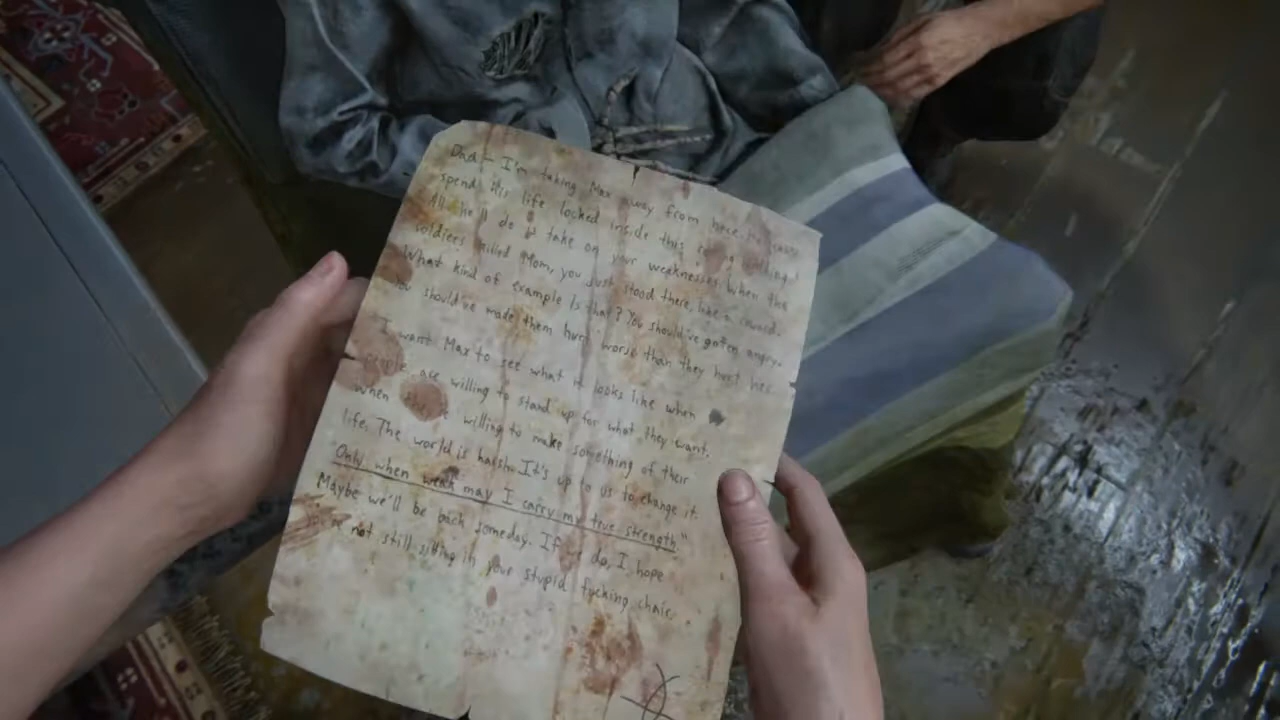 Dad - I'm taking Max away from here. He can't
spend his life locked inside this building!
All he'll do is take on your weaknesses. When the
soldiers killed Mom, you just stood there, like a coward.
What kind of example is that? You should've gotten angry.
You should've made them hurt worse than they hurt her.
I want Max to see what it looks like when
people are willing to stand up for what they want.
When willing to make something of their
life. The world is harsh. It's up to us to change it.
"Only when weak may I carry my true strength"
Maybe we'll be back someday. If we do, I hope
you're not still sitting in your stupid fucking chair.